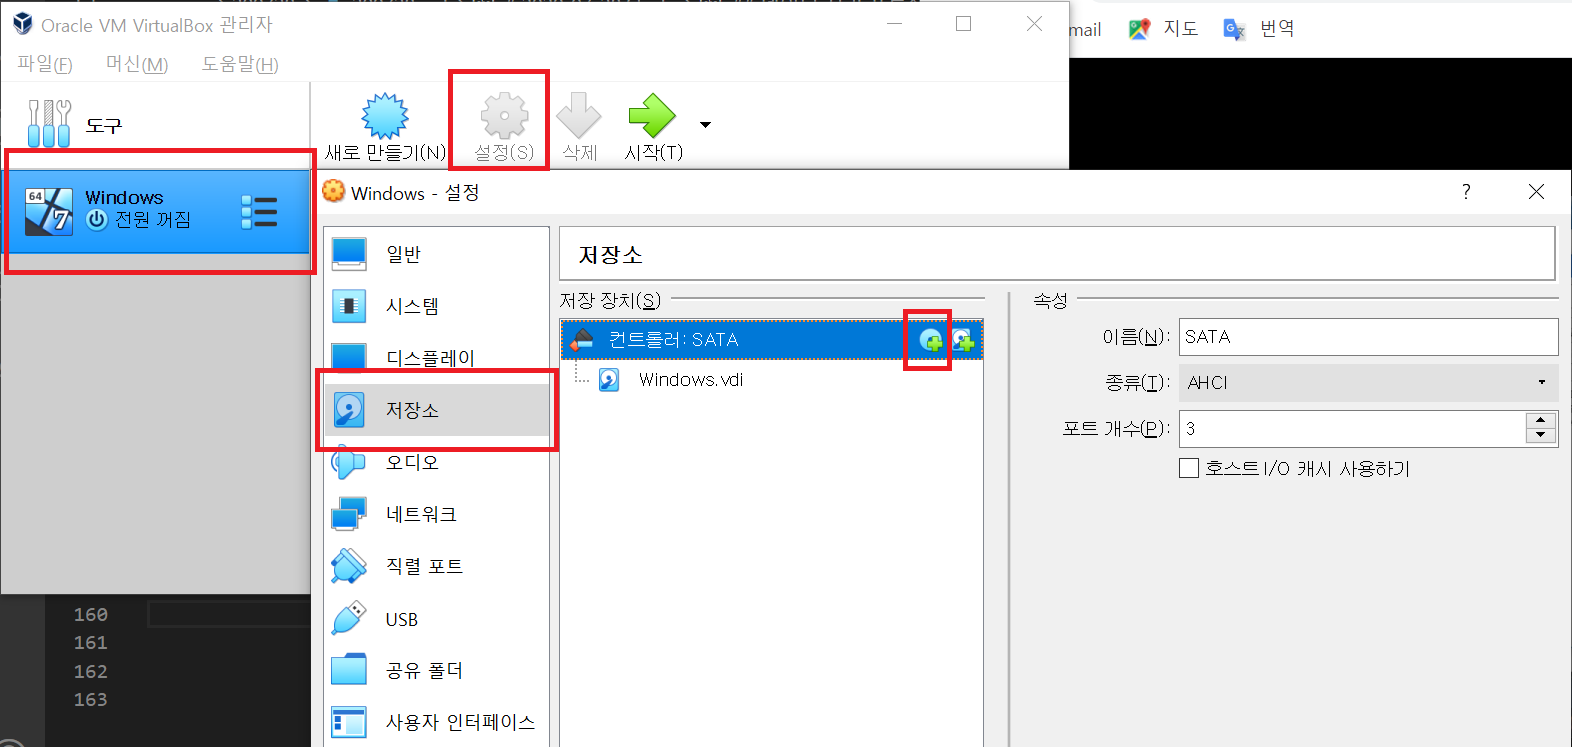 Oracle VM VirtualBox 관리자
mail
지도
번역
파일(F)
머신(M)
도움말(H)
도구
새로 만들기(N)
설정(S)
삭제
시작(T)
64
7
Windows
전원 꺼짐
Windows - 설정
?
일반
시스템
디스플레이
저장소
오디오
네트워크
직렬 포트
USB
공유 폴더
사용자 인터페이스
저장소
저장 장치(S)
컨트롤러: SATA
Windows.vdi
속성
이름(N): SATA
종류(T): AHCI
포트 개수(P): 3
호스트 I/O 캐시 사용하기
160
161
162
163